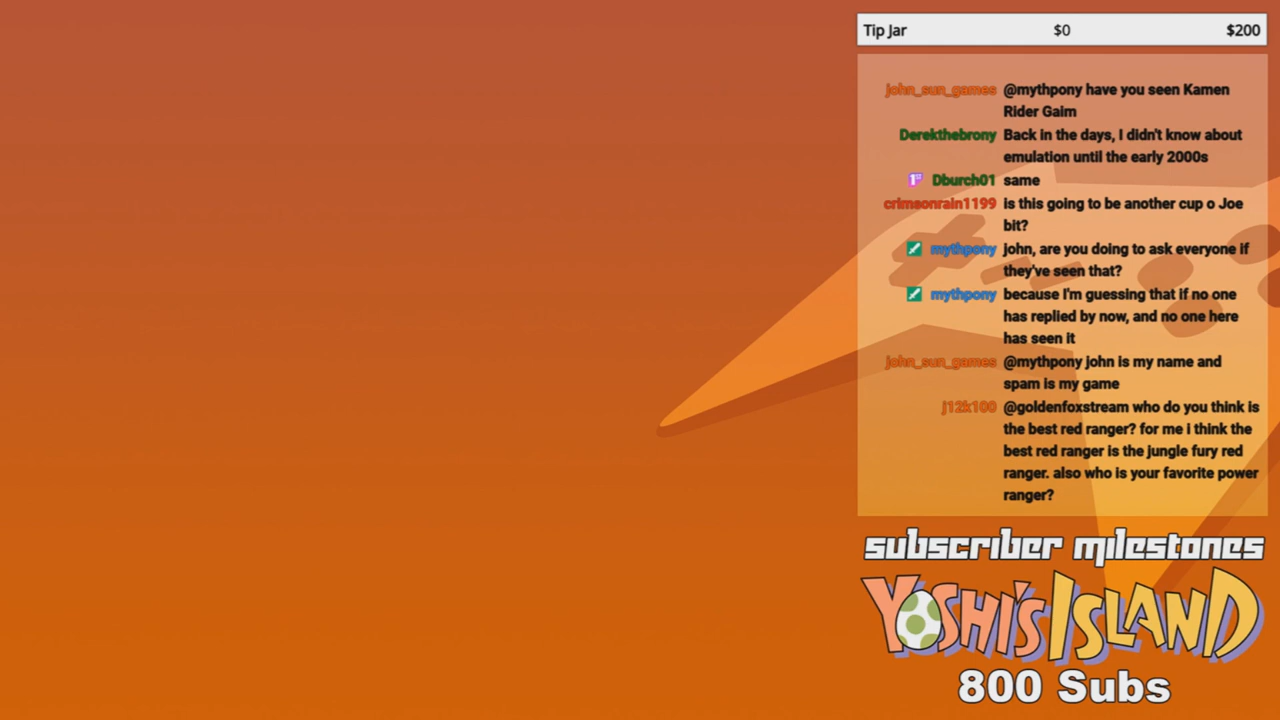 Tip Jar $0 $200
john_sun_games @mythpony have you seen Kamen
Rider Gaim
Derekthebrony Back in the days, I didn't know about
emulation until the early 2000s
1ST Dburch01 same
crimsonrain1199 is this going to be another cup o Joe
bit?
mythpony john, are you doing to ask everyone if
they've seen that?
mythpony because I'm guessing that if no one
has replied by now, and no one here
has seen it
john_sun_games @mythpony john is my name and
spam is my game
j12k100 @goldenfoxstream who do you think is
the best red ranger? for me i think the
best red ranger is the jungle fury red
ranger. also who is your favorite power
ranger?
subscriber milestones
YOSHI'S ISLAND
800 Subs